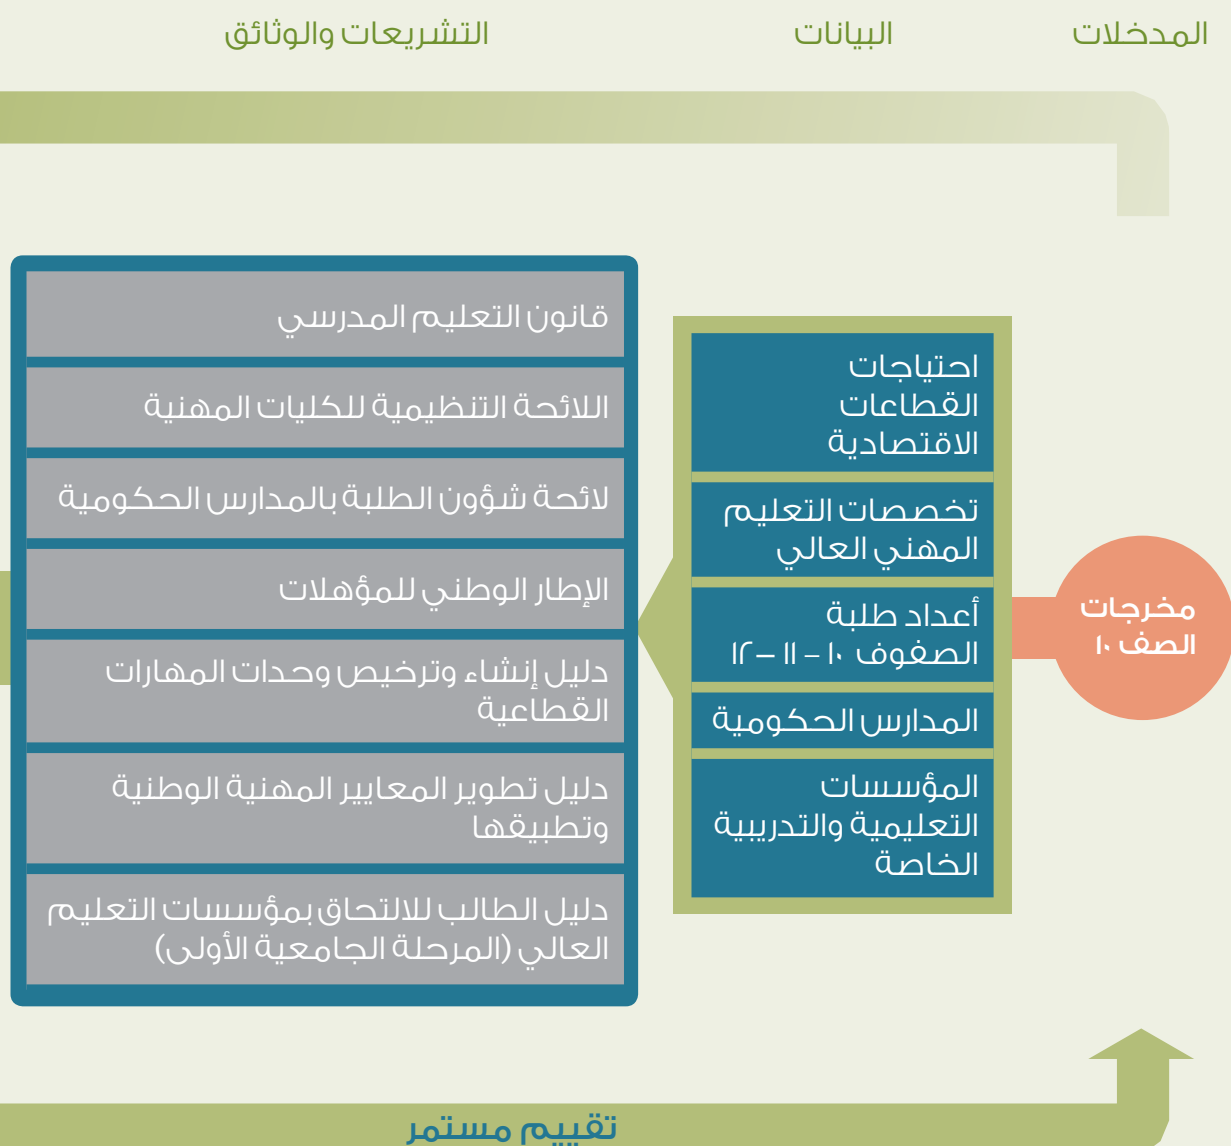 المدخلات
البيانات
التشريعات والوثائق
مخرجات
الصف ١٠
احتياجات
القطاعات
الاقتصادية
تخصصات التعليم
المهني العالي
أعداد طلبة
الصفوف ١٠ - ١١ – ١٢
المدارس الحكومية
المؤسسات
التعليمية والتدريبية
الخاصة
قانون التعليم المدرسي
اللائحة التنظيمية للكليات المهنية
لائحة شؤون الطلبة بالمدارس الحكومية
الإطار الوطني للمؤهلات
دليل إنشاء وترخيص وحدات المهارات
القطاعية
دليل تطوير المعايير المهنية الوطنية
وتطبيقها
دليل الطالب للالتحاق بمؤسسات التعليم
العالي (المرحلة الجامعية الأولى)
تقييم مستمر